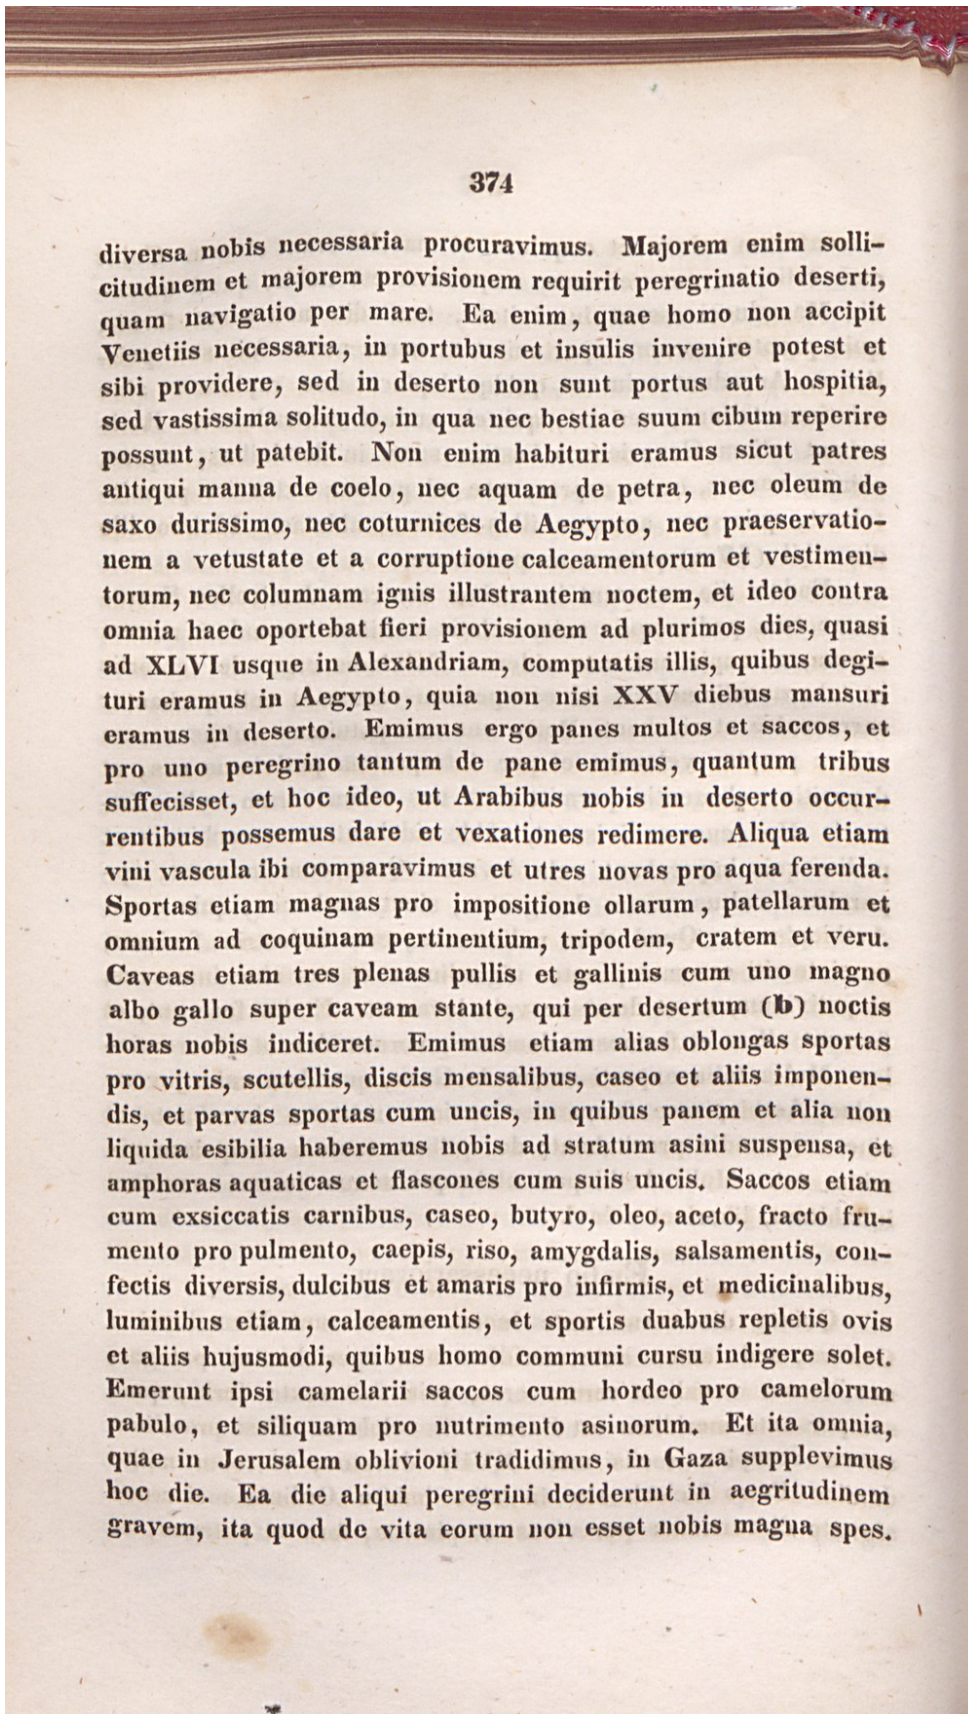 374
diversa nobis necessaria procuravimus. Majorem enim solli-
citudinem et majorem provisionem requirit peregrinatio deserti,
quam navigatio per mare. Ea enim, quae homo non accipit
Venetiis necessaria, in portubus et insulis invenire potest et
sibi providere, sed in deserto non sunt portus aut hospitia,
sed vastissima solitudo, in qua nec bestiae suum cibum reperire
possunt, ut patebit. Non enim habituri eramus sicut patres
antiqui manna de coelo, nec aquam de petra, nec oleum de
saxo durissimo, nec coturnices de Aegypto, nec praeservatio-
nem a vetustate et a corruptione calceamentorum et vestimen-
torum, nec columnam ignis illustrantem noctem, et ideo contra
omnia haec oportebat fieri provisionem ad plurimos dies, quasi
ad XLVI usque in Alexandriam, computatis illis, quibus degi-
turi eramus in Aegypto, quia non nisi XXV diebus mansuri
eramus in deserto. Emimus ergo panes multos et saccos, et
pro uno peregrino tantum de pane emimus, quantum tribus
suffecisset, et hoc ideo, ut Arabibus nobis in deserto occur-
rentibus possemus dare et vexationes redimere. Aliqua etiam
vini vascula ibi comparavimus et utres novas pro aqua ferenda.
Sportas etiam magnas pro impositione ollarum, patellarum et
omnium ad coquinam pertinentium, tripodem, cratem et veru.
Caveas etiam tres plenas pullis et gallinis cum uno magno
albo gallo super caveam stante, qui per desertum (b) noctis
horas nobis indiceret. Emimus etiam alias oblongas sportas
pro vitris, scutellis, discis mensalibus, caseo et aliis imponen-
dis, et parvas sportas cum uncis, in quibus panem et alia non
liquida esibilia haberemus nobis ad stratum asini suspensa, et
amphoras aquaticas et flascones cum suis uncis. Saccos etiam
cum exsiccatis carnibus, caseo, butyro, oleo, aceto, fracto fru-
mento pro pulmento, caepis, riso, amygdalis, salsamentis, con-
fectis diversis, dulcibus et amaris pro infirmis, et medicinalibus,
luminibus etiam, calceamentis, et sportis duabus repletis ovis
et aliis hujusmodi, quibus homo communi cursu indigere solet.
Emerunt ipsi camelarii saccos cum hordeo pro camelorum
pabulo, et siliquam pro nutrimento asinorum. Et ita omnia,
quae in Jerusalem oblivioni tradidimus, in Gaza supplevimus
hoc die. Ea die aliqui peregrini deciderunt in aegritudinem
gravem, ita quod de vita eorum non esset nobis magna spes.